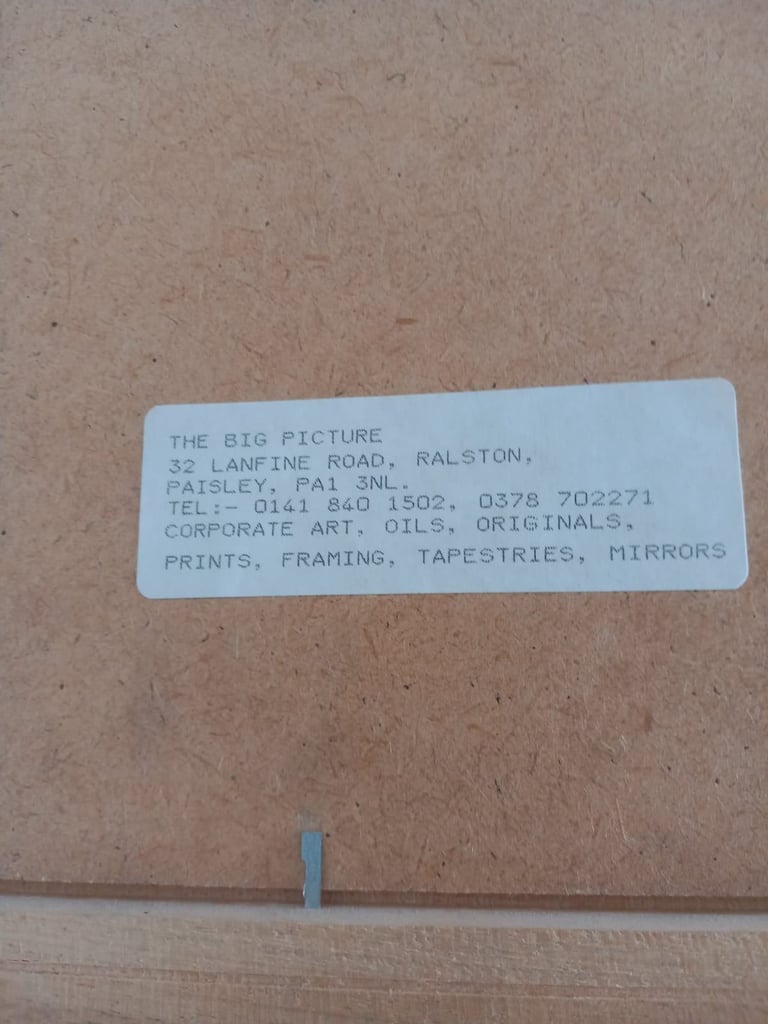 THE BIG PICTURE
32 LANFINE ROAD, RALSTON,
PAISLEY, PA1 3NL.
TEL:- 0141 840 1502, 0378 702271
CORPORATE ART, OILS, ORIGINALS,
PRINTS, FRAMING, TAPESTRIES, MIRRORS